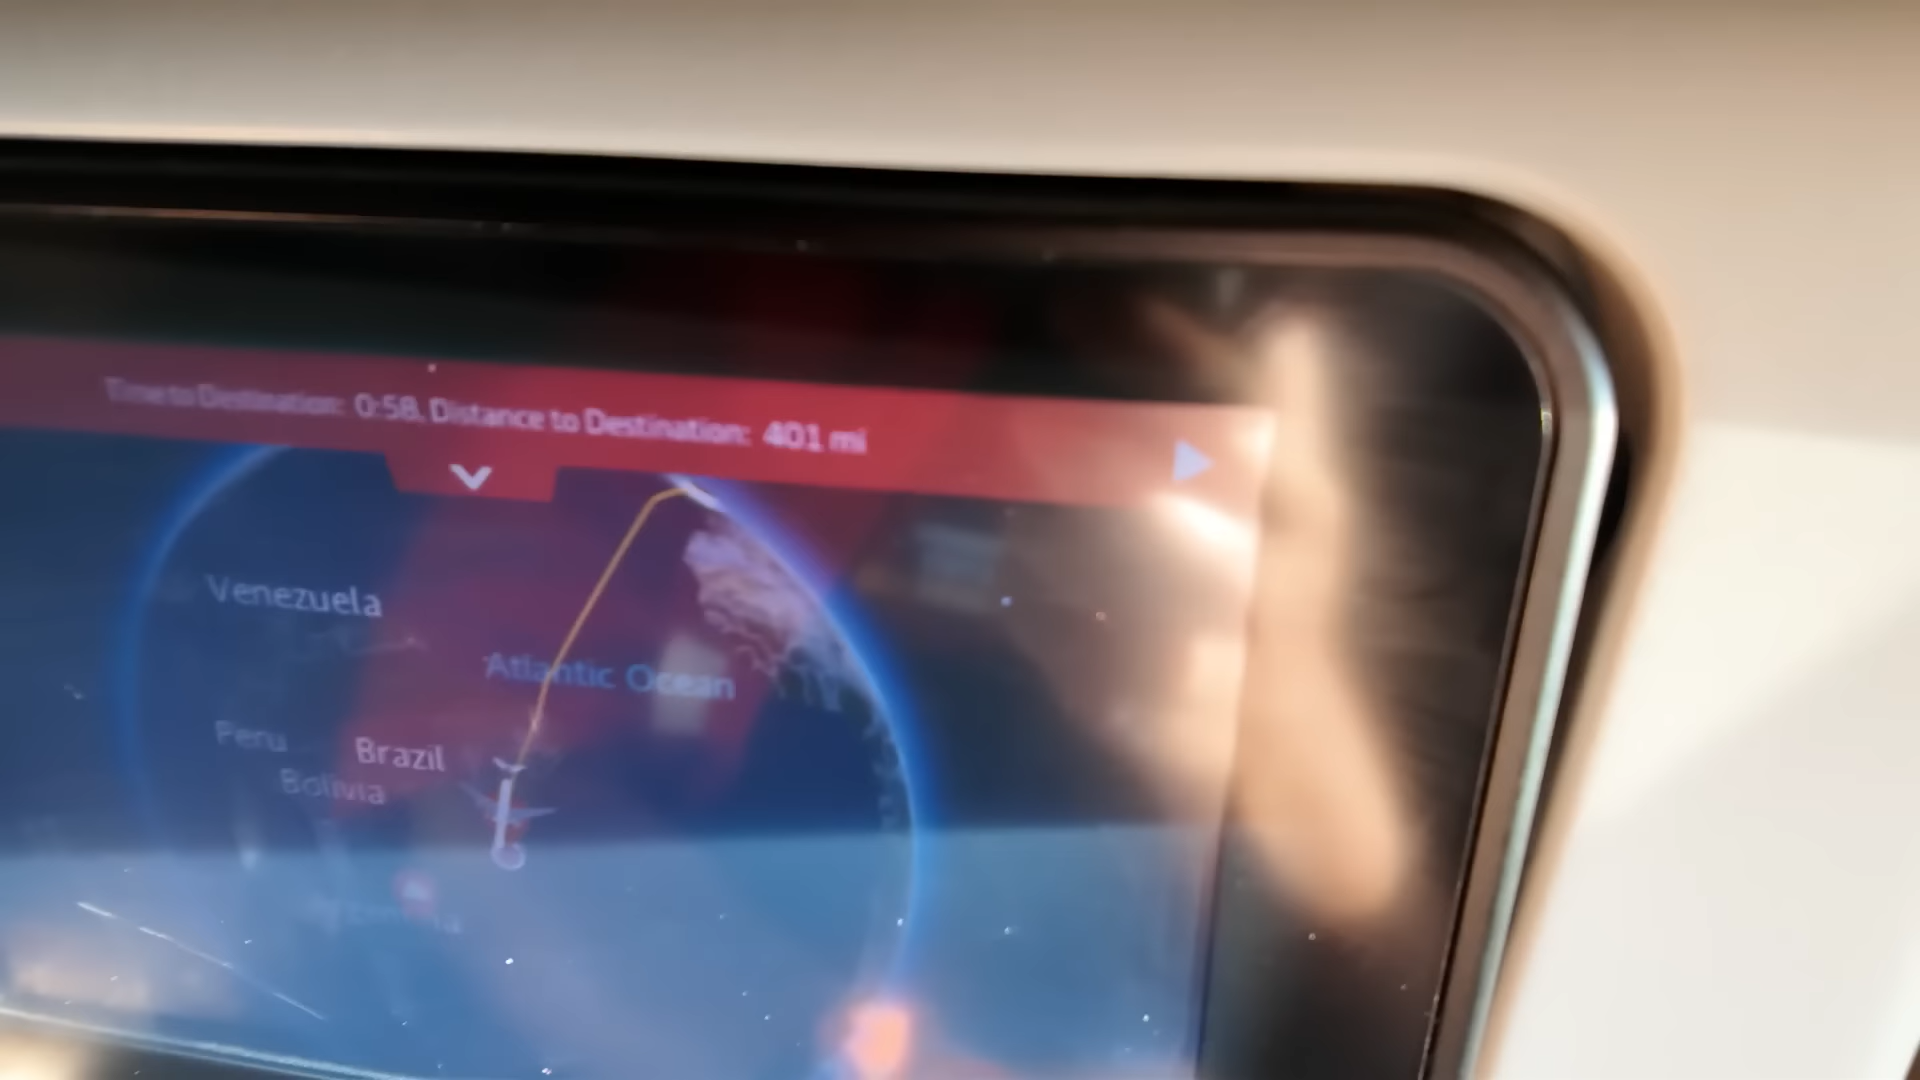 Time to Destination: 0:58, Distance to Destination: 401 mi
Venezuela
Atlantic Ocean
Peru
Brazil
Bolivia